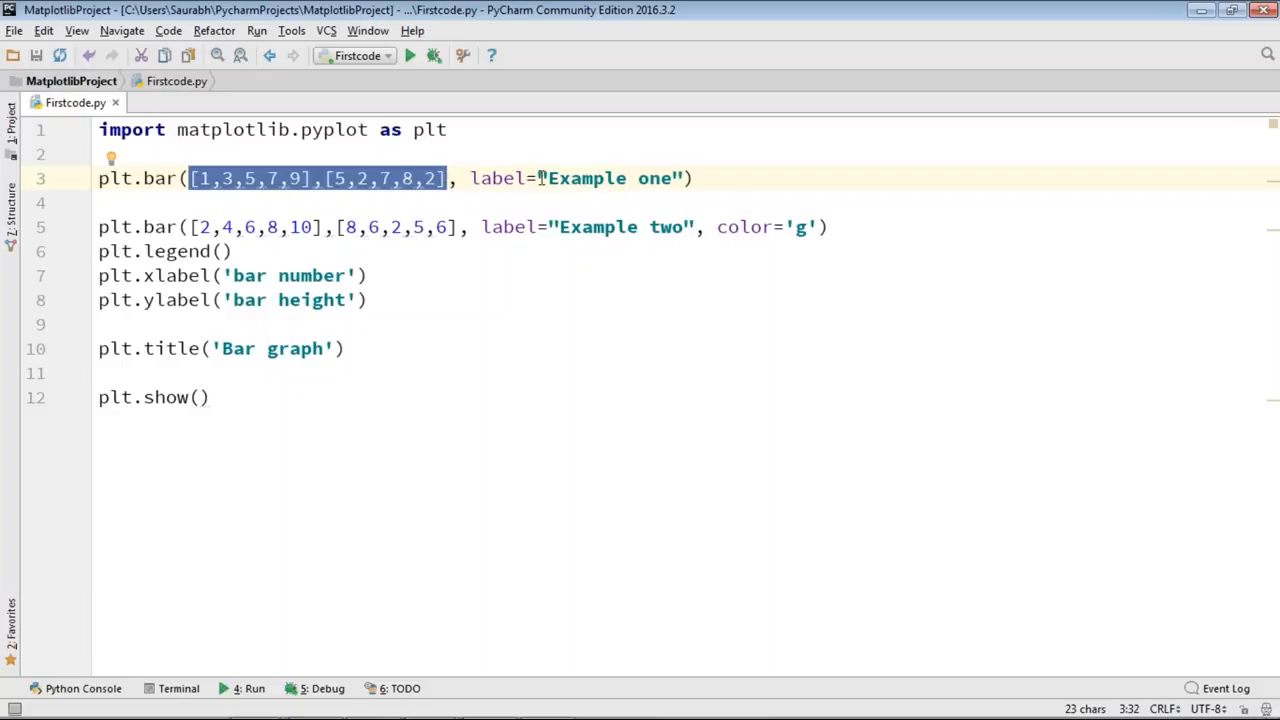 MatplotlibProject - [C:\Users\Saurabh\PycharmProjects\MatplotlibProject] - ...\Firstcode.py - PyCharm Community Edition 2016.3.2
File Edit View Navigate Code Refactor Run Tools VCS Window Help
Firstcode
MatplotlibProject Firstcode.py
Firstcode.py
1: Project
7: Structure
2: Favorites
1 import matplotlib.pyplot as plt
2
3 plt.bar([1,3,5,7,9],[5,2,7,8,2], label="Example one")
4
5 plt.bar([2,4,6,8,10],[8,6,2,5,6], label="Example two", color='g')
6 plt.legend()
7 plt.xlabel('bar number')
8 plt.ylabel('bar height')
9
10 plt.title('Bar graph')
11
12 plt.show()
Python Console Terminal 4: Run 5: Debug 6: TODO Event Log
23 chars 3:32 CRLF÷ UTF-8÷